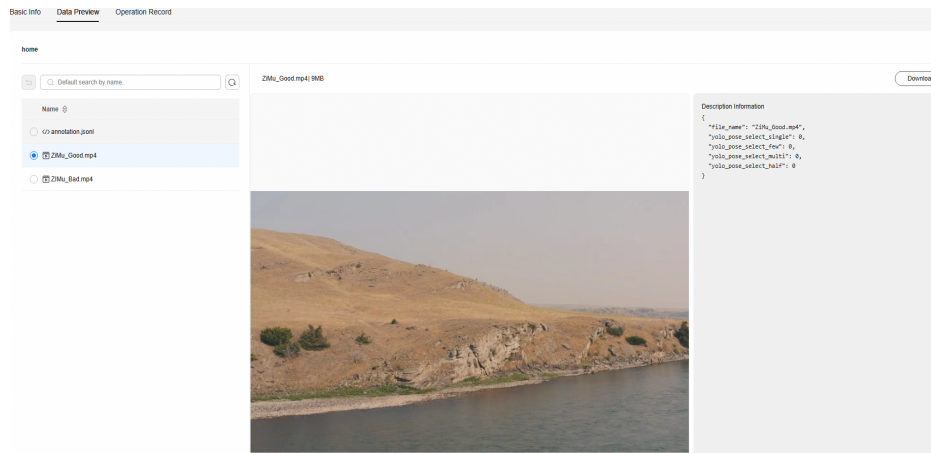 Basic Info Data Preview Operation Record
home
Default search by name.
ZiMu_Good.mp4| 9MB
Name
</> annotation.jsonl
ZiMu_Good.mp4
ZiMu_Bad.mp4
Description Information
{
"file_name": "ZiMu_Good.mp4",
"yolo_pose_select_single": 0,
"yolo_pose_select_few": 0,
"yolo_pose_select_multi": 0,
"yolo_pose_select_half": 0
}